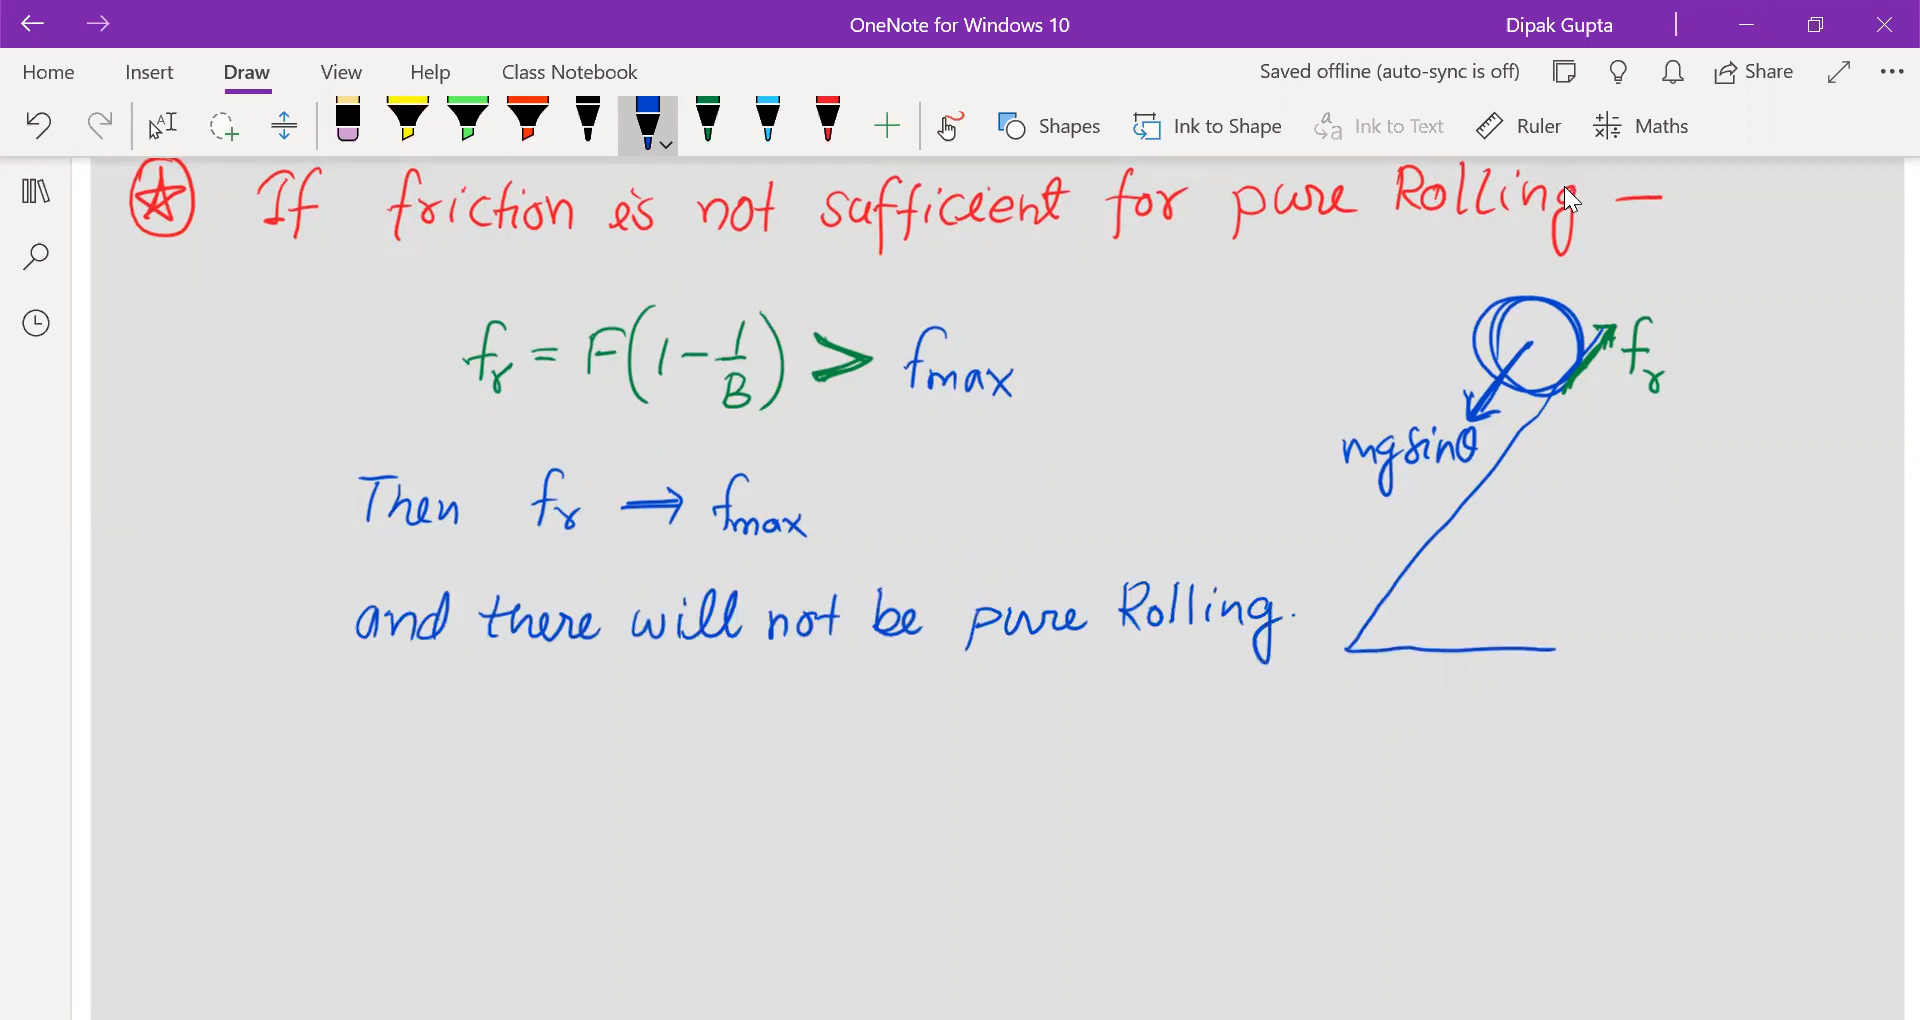 OneNote for Windows 10
Dipak Gupta
Home Insert Draw View Help Class Notebook
Saved offline (auto-sync is off) Share
Shapes Ink to Shape Ink to Text Ruler Maths
If friction is not sufficient for pure Rolling —
fr = F(1 - 1/B) > fmax
fr
mg sinθ
Then fr → fmax
and there will not be pure Rolling.